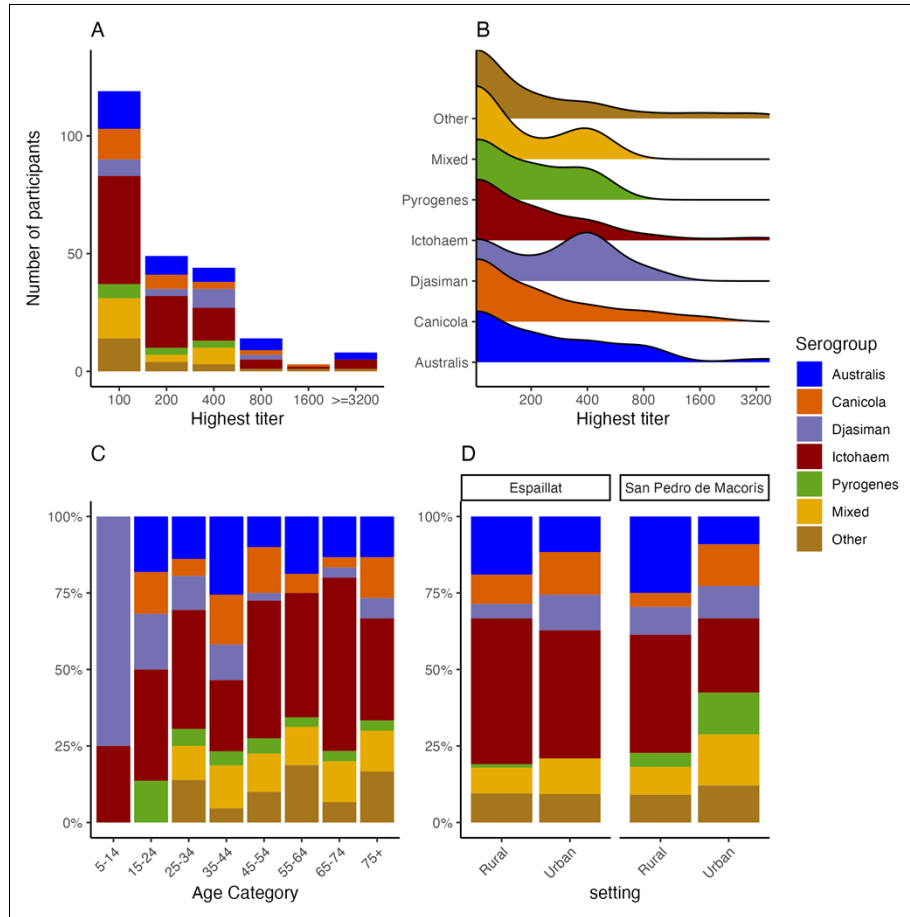 A
Number of participants
100
50
0
100 200 400 800 1600 >=3200
Highest titer
B
Other
Mixed
Pyrogenes
Ictohaem
Djasiman
Canicola
Australis
200 400 800 1600 3200
Highest titer
Serogroup
Australis
Canicola
Djasiman
Ictohaem
Pyrogenes
Mixed
Other
C
100%
75%
50%
25%
0%
5-14 15-24 25-34 35-44 45-54 55-64 65-74 75+
Age Category
D
Espaillat San Pedro de Macorís
100%
75%
50%
25%
0%
Rural Urban Rural Urban
setting